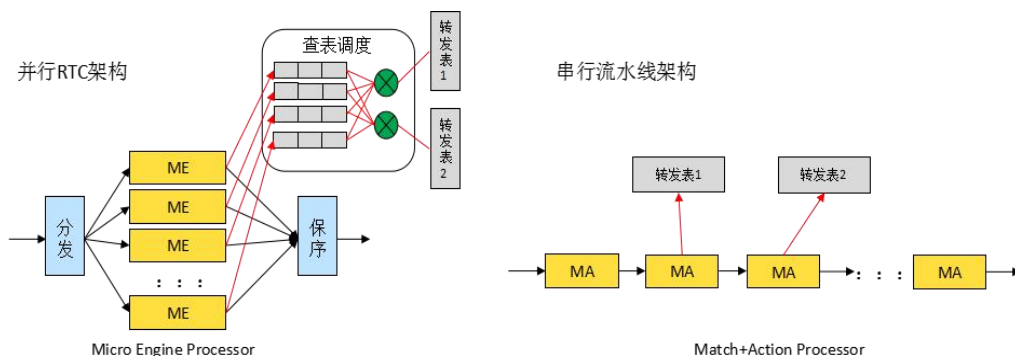 并行RTC架构
查表调度
转发表1
转发表2
ME
ME
ME
: : :
ME
分发
保序
Micro Engine Processor
串行流水线架构
转发表1
转发表2
MA
MA
MA
: : :
MA
Match+Action Processor